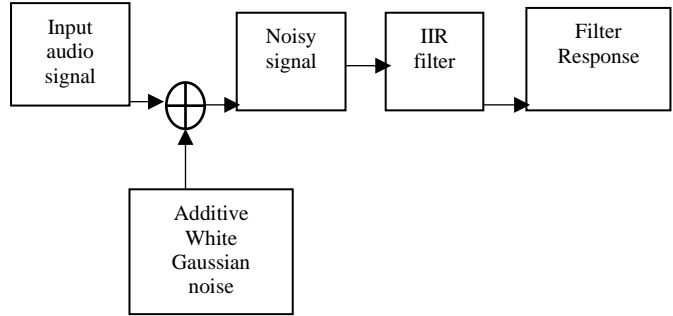 Input
audio
signal
Noisy
signal
IIR
filter
Filter
Response
Additive
White
Gaussian
noise